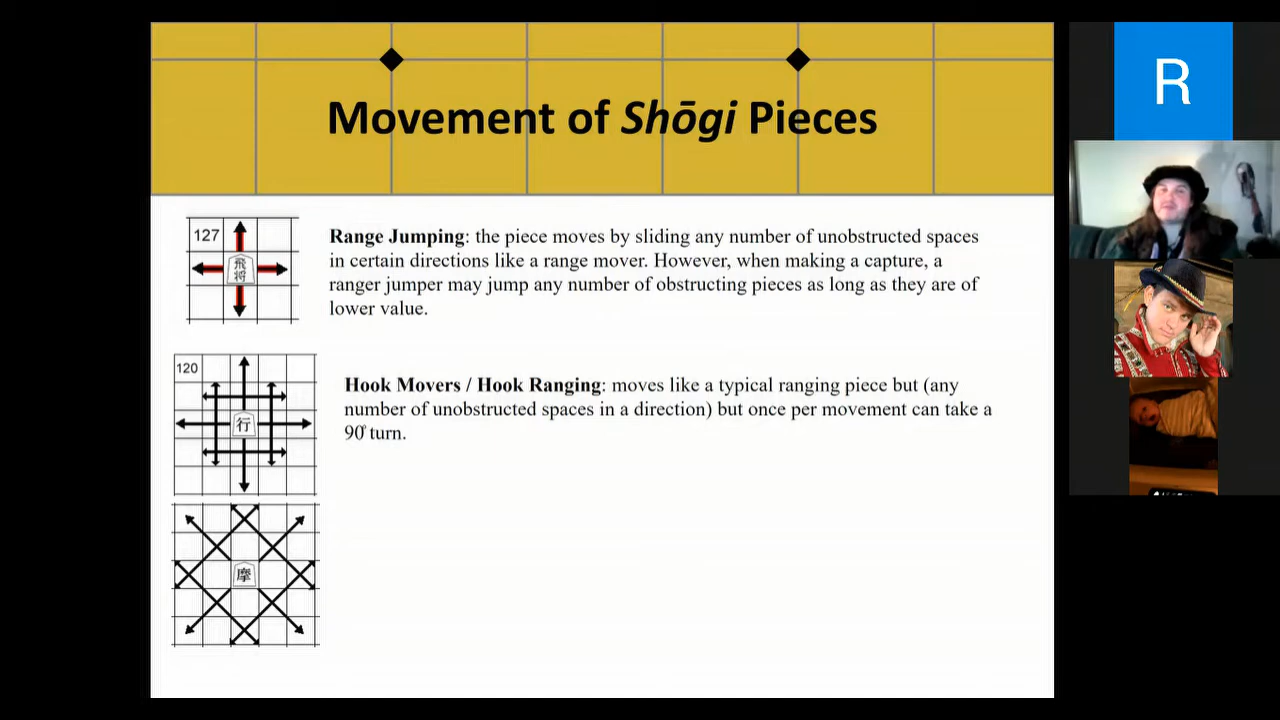 Movement of Shōgi Pieces
R
127
飛
将
Range Jumping: the piece moves by sliding any number of unobstructed spaces
in certain directions like a range mover. However, when making a capture, a
ranger jumper may jump any number of obstructing pieces as long as they are of
lower value.
120
行
Hook Movers / Hook Ranging: moves like a typical ranging piece but (any
number of unobstructed spaces in a direction) but once per movement can take a
90° turn.
摩